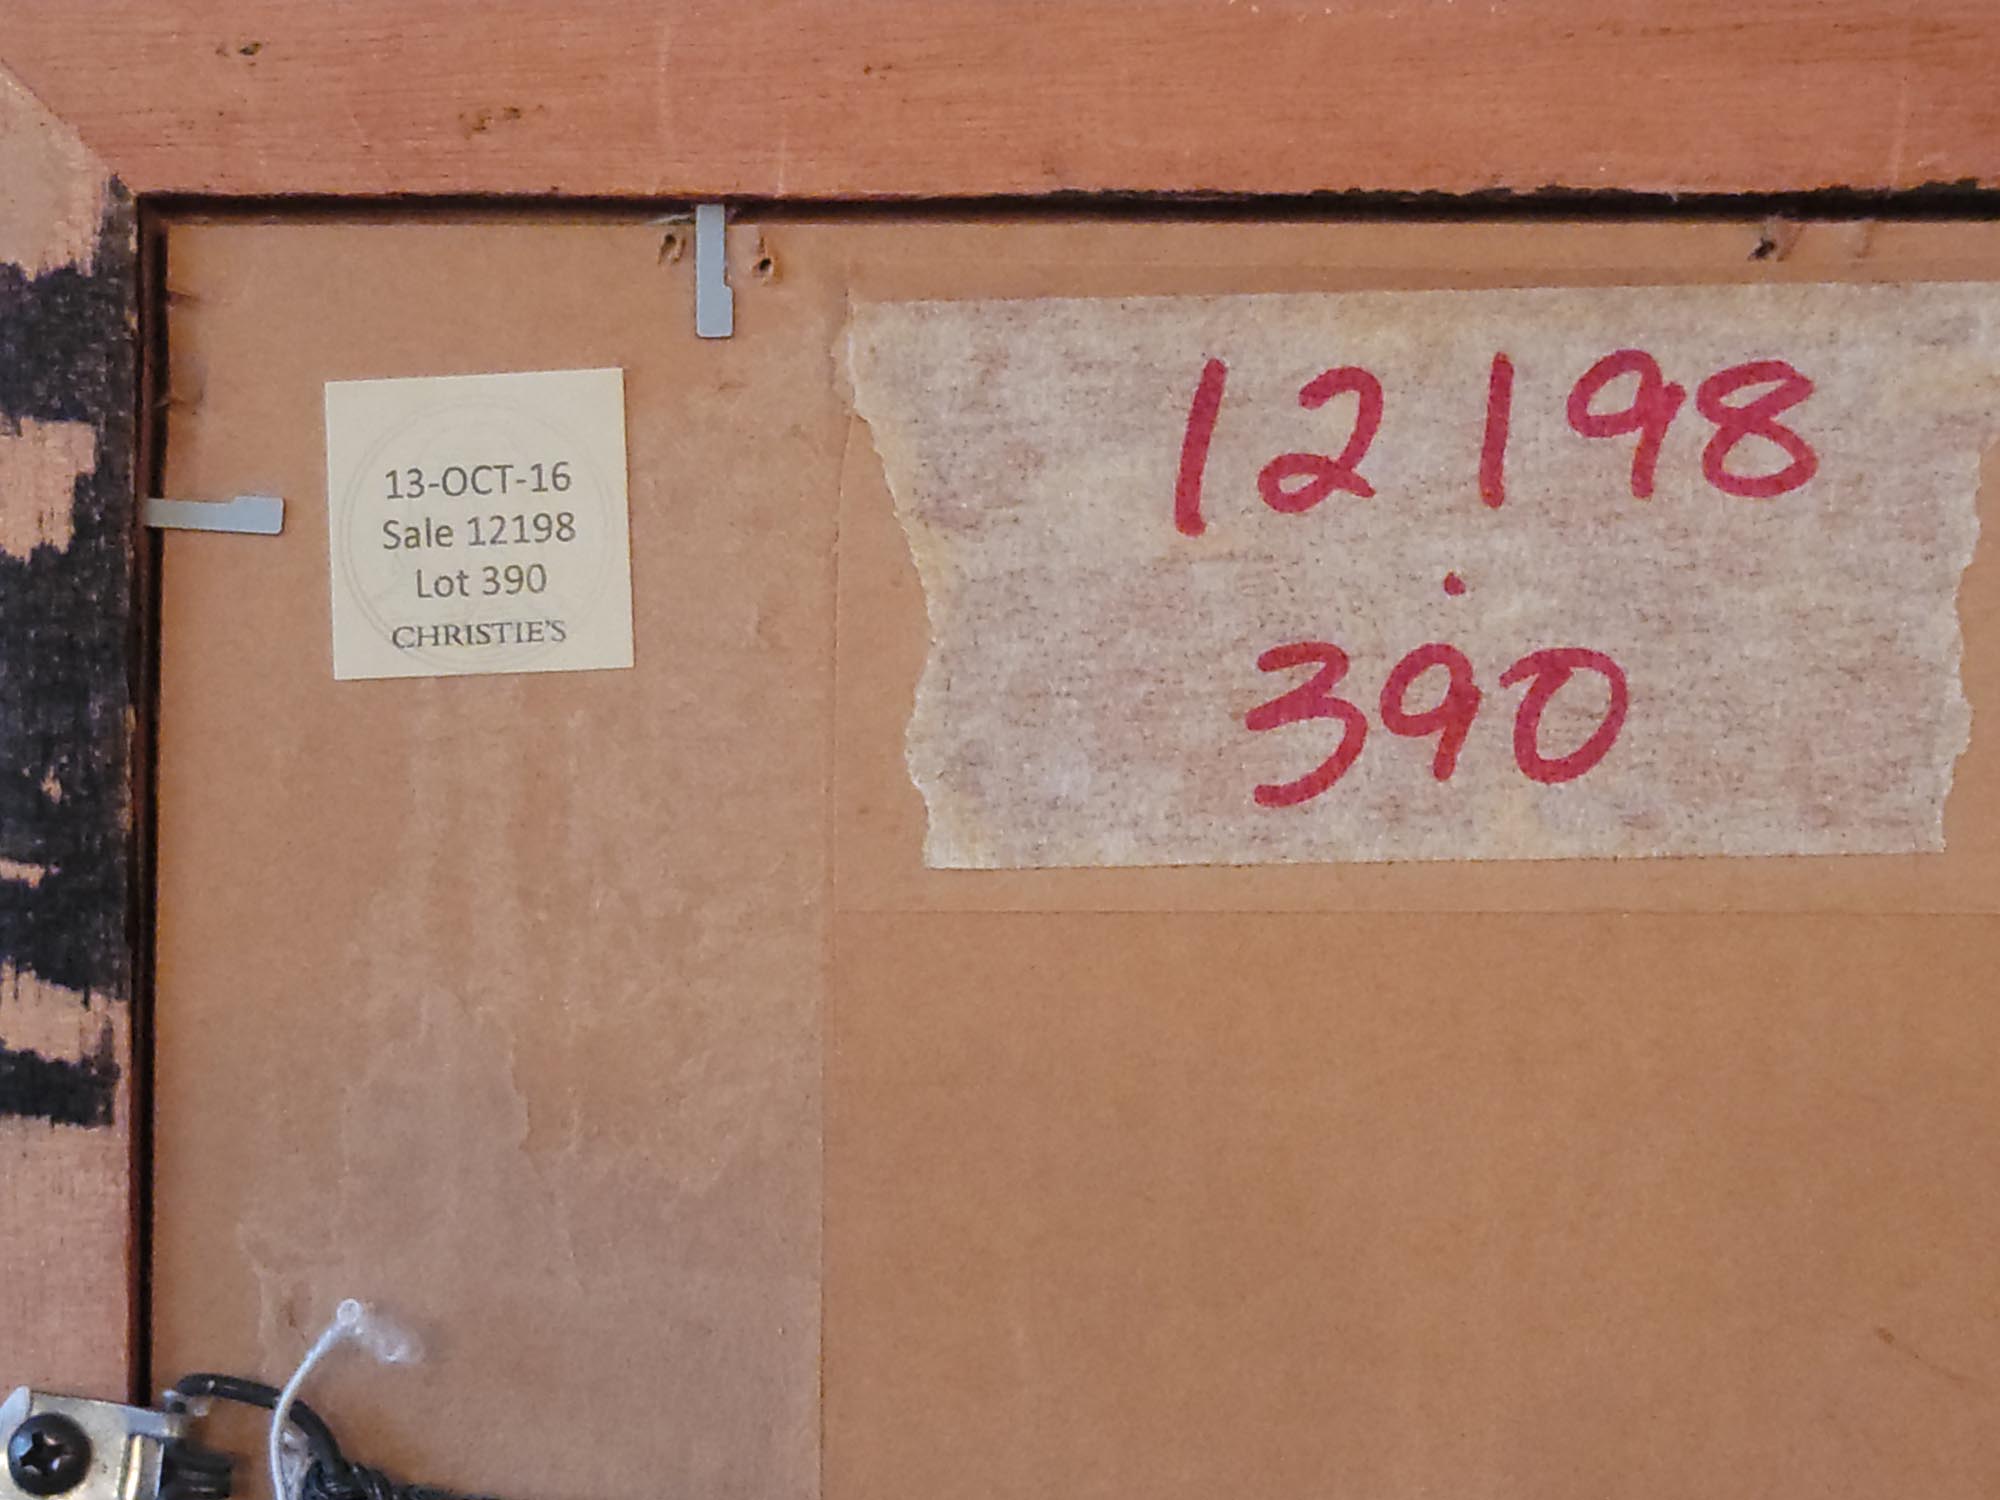 13-OCT-16
Sale 12198
Lot 390
CHRISTIE'S
12198
390